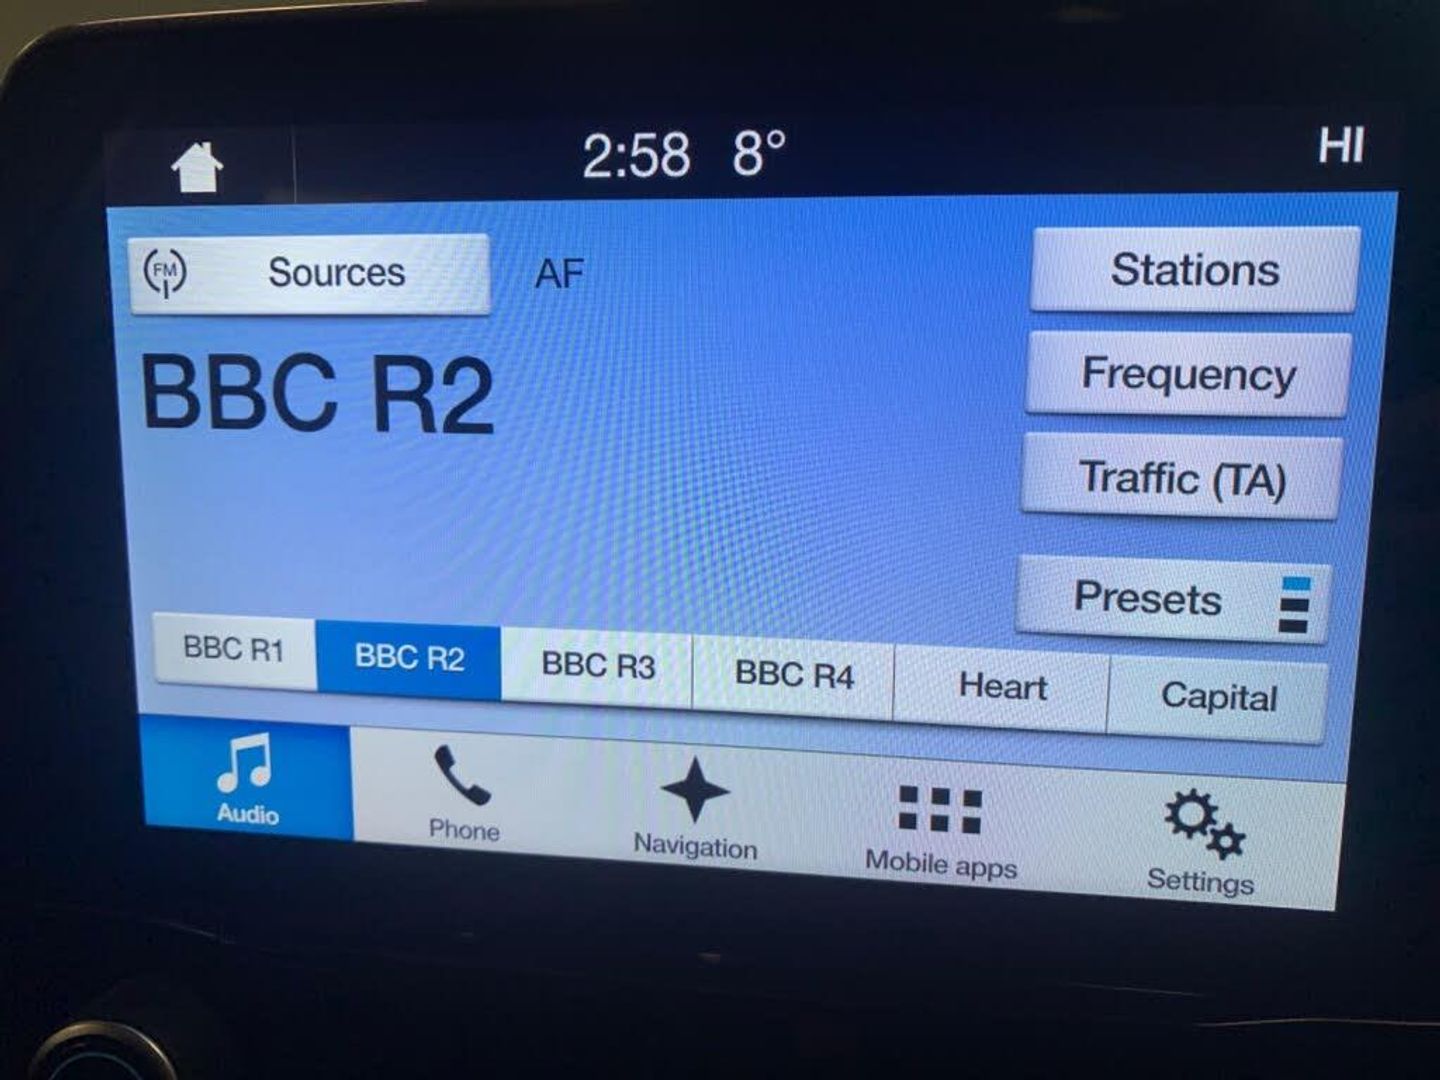 2:58 8° HI
FM Sources AF Stations
BBC R2 Frequency
Traffic (TA)
Presets
BBC R1 BBC R2 BBC R3 BBC R4 Heart Capital
Audio Phone Navigation Mobile apps Settings